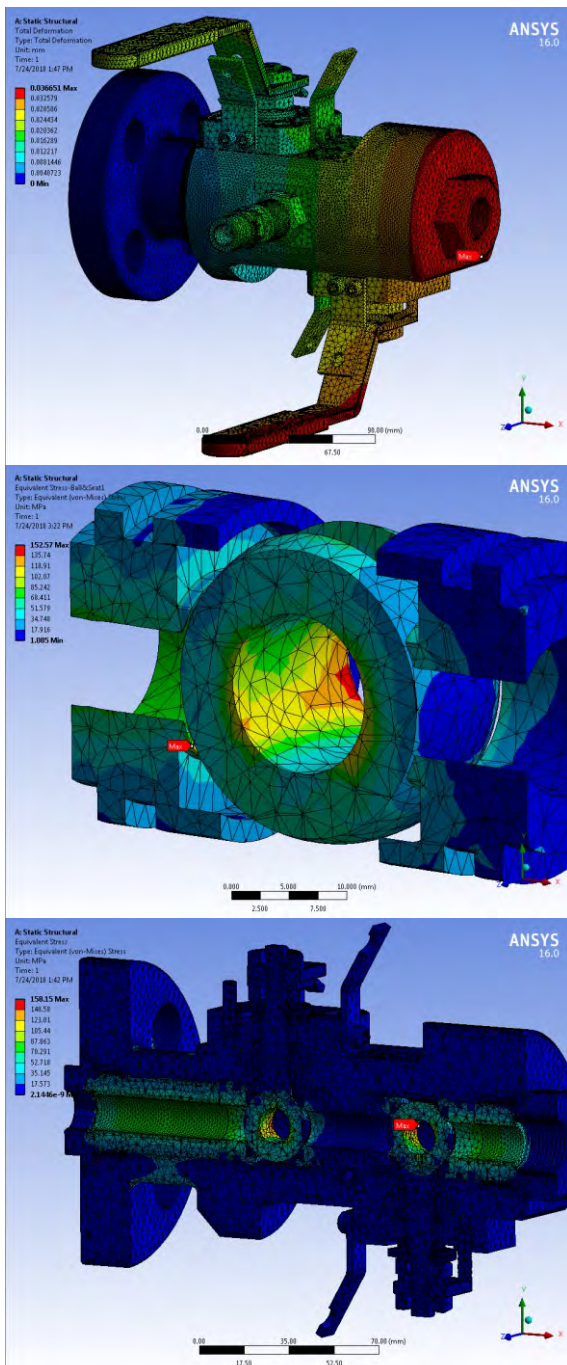 A: Static Structural
Total Deformation
Type: Total Deformation
Unit: mm
Time: 1
7/24/2018 1:47 PM
0.036651 Max
0.032579
0.028506
0.024434
0.020362
0.016289
0.012217
0.0081446
0.0040723
0 Min
ANSYS
16.0
Max
0.00
90.00 (mm)
67.50
Y
Z
X
A: Static Structural
Equivalent Stress-Ball&Seat1
Type: Equivalent (von-Mises) Stress
Unit: MPa
Time: 1
7/24/2018 3:22 PM
152.57 Max
135.74
118.91
102.07
85.242
68.411
51.579
34.748
17.916
1.085 Min
ANSYS
16.0
Max
0.000
5.000
10.000 (mm)
2.500
7.500
Z
X
A: Static Structural
Equivalent Stress
Type: Equivalent (von-Mises) Stress
Unit: MPa
Time: 1
7/24/2018 1:42 PM
158.15 Max
140.58
123.01
105.44
87.863
70.291
52.718
35.145
17.573
2.1446e-9 Min
ANSYS
16.0
Max
0.00
35.00
70.00 (mm)
17.50
52.50
Y
Z
X